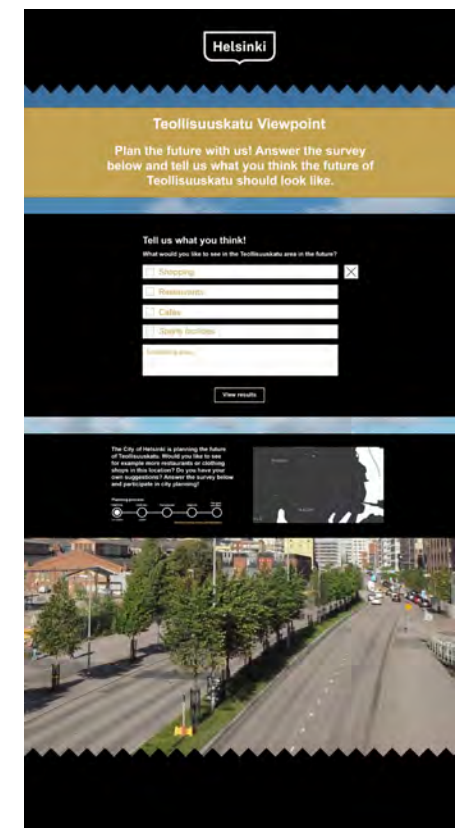 Helsinki
Teollisuuskatu Viewpoint
Plan the future with us! Answer the survey
below and tell us what you think the future of
Teollisuuskatu should look like.
Tell us what you think!
What would you like to see in the Teollisuuskatu area in the future?
Shopping
Restaurants
Cafes
Sports facilities
View results
The City of Helsinki is planning the future
of Teollisuuskatu. Would you like to see
for example more restaurants or clothing
shops in this location? Do you have your
own suggestions? Answer the survey below
and participate in city planning!
Planning process